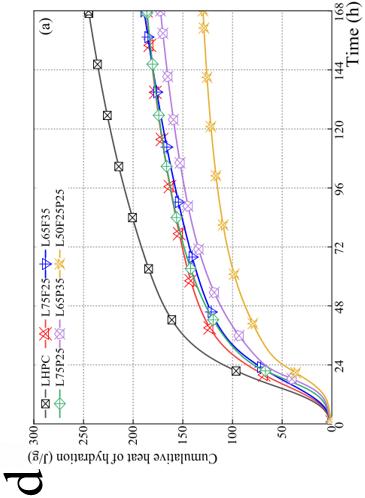 d
(a)
LHPC L75F25 L65F35
L75P25 L65P35 L50F25P25
Cumulative heat of hydration (J/g)
300
250
200
150
100
50
0
0 24 48 72 96 120 144 168
Time (h)